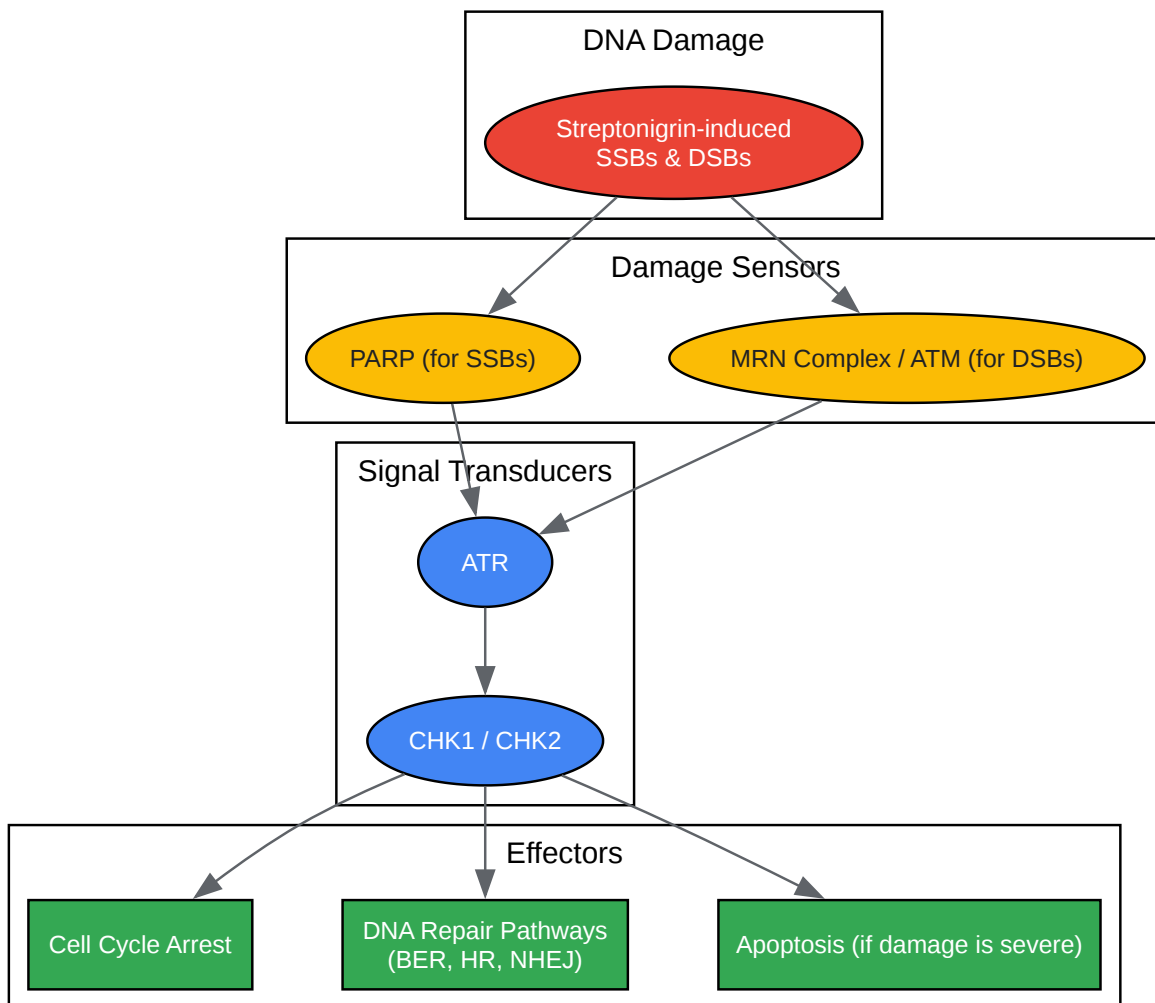 DNA Damage
Streptonigrin-induced
SSBs & DSBs
Damage Sensors
PARP (for SSBs)
MRN Complex / ATM (for DSBs)
Signal Transducers
ATR
CHK1 / CHK2
Effectors
Cell Cycle Arrest
DNA Repair Pathways
(BER, HR, NHEJ)
Apoptosis (if damage is severe)